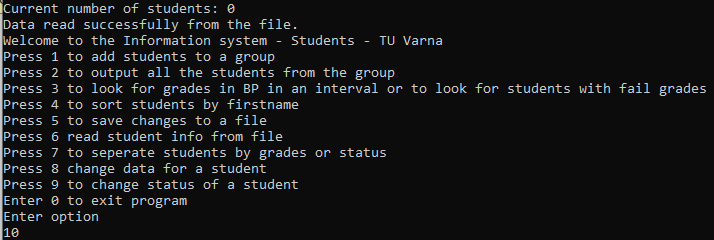 Current number of students: 0
Data read successfully from the file.
Welcome to the Information system - Students - TU Varna
Press 1 to add students to a group
Press 2 to output all the students from the group
Press 3 to look for grades in BP in an interval or to look for students with fail grades
Press 4 to sort students by firstname
Press 5 to save changes to a file
Press 6 read student info from file
Press 7 to seperate students by grades or status
Press 8 change data for a student
Press 9 to change status of a student
Enter 0 to exit program
Enter option
10